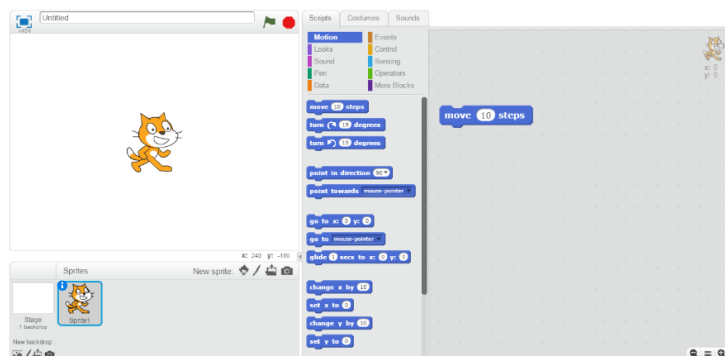 Untitled
v454
Scripts Costumes Sounds
Motion Events
Looks Control
Sound Sensing
Pen Operators
Data More Blocks
move 10 steps
turn 15 degrees
turn 15 degrees
point in direction 90
point towards mouse-pointer
go to x: 0 y: 0
go to mouse-pointer
glide 1 secs to x: 0 y: 0
change x by 10
set x to 0
change y by 10
set y to 0
move 10 steps
x: 0
y: 0
x: 240 y: -180
Sprites New sprite:
Stage
1 backdrop
Sprite1
New backdrop